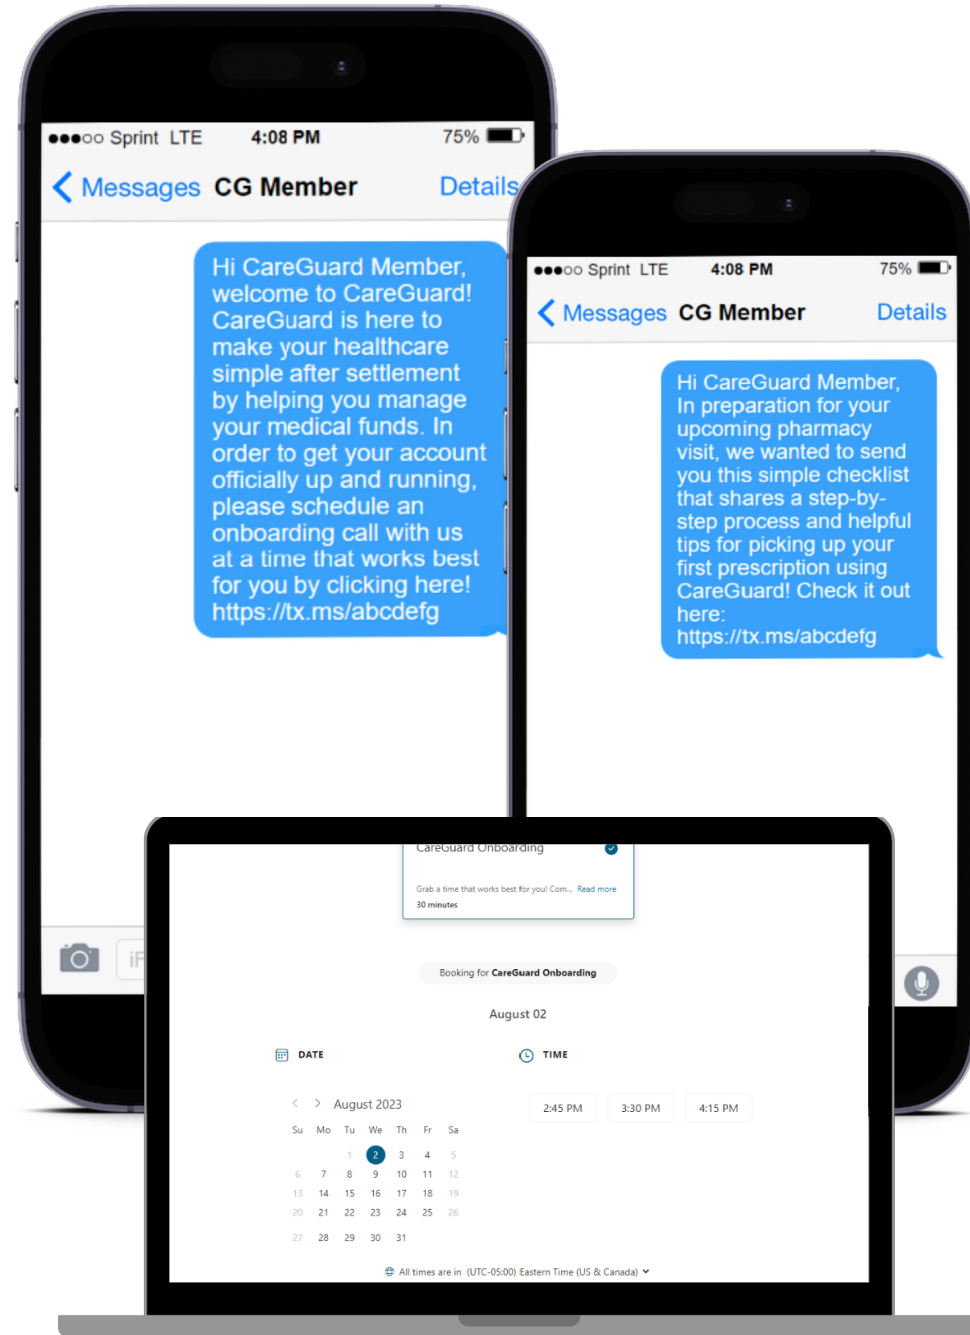 ●●●○○ Sprint LTE 4:08 PM 75%
Messages CG Member Details
Hi CareGuard Member,
welcome to CareGuard!
CareGuard is here to
make your healthcare
simple after settlement
by helping you manage
your medical funds. In
order to get your account
officially up and running,
please schedule an
onboarding call with us
at a time that works best
for you by clicking here!
https://tx.ms/abcdefg
●●●○○ Sprint LTE 4:08 PM 75%
Messages CG Member Details
Hi CareGuard Member,
In preparation for your
upcoming pharmacy
visit, we wanted to send
you this simple checklist
that shares a step-by-
step process and helpful
tips for picking up your
first prescription using
CareGuard! Check it out
here:
https://tx.ms/abcdefg
CareGuard Onboarding
Grab a time that works best for you! Com... Read more
30 minutes
Booking for CareGuard Onboarding
August 02
DATE
TIME
August 2023
2:45 PM 3:30 PM 4:15 PM
Su Mo Tu We Th Fr Sa
1 2 3 4 5
6 7 8 9 10 11 12
13 14 15 16 17 18 19
20 21 22 23 24 25 26
27 28 29 30 31
All times are in (UTC-05:00) Eastern Time (US & Canada)